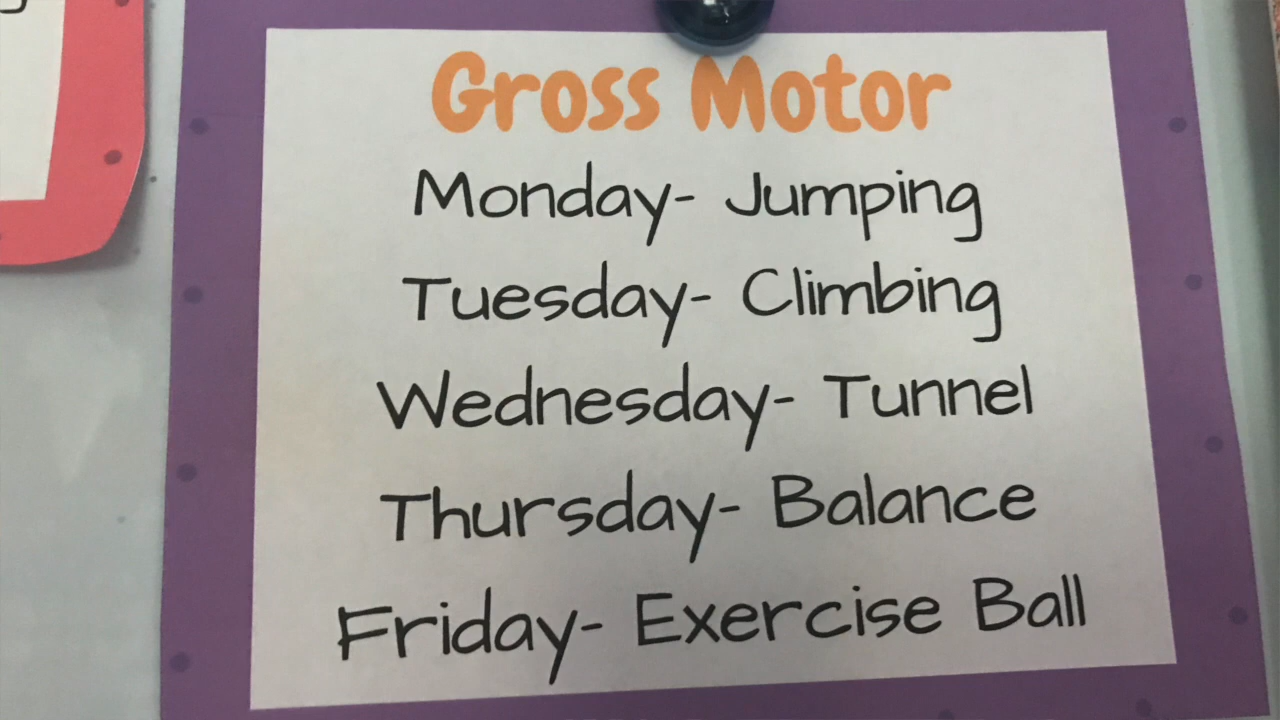 Gross Motor
Monday- Jumping
Tuesday- Climbing
Wednesday- Tunnel
Thursday- Balance
Friday- Exercise Ball